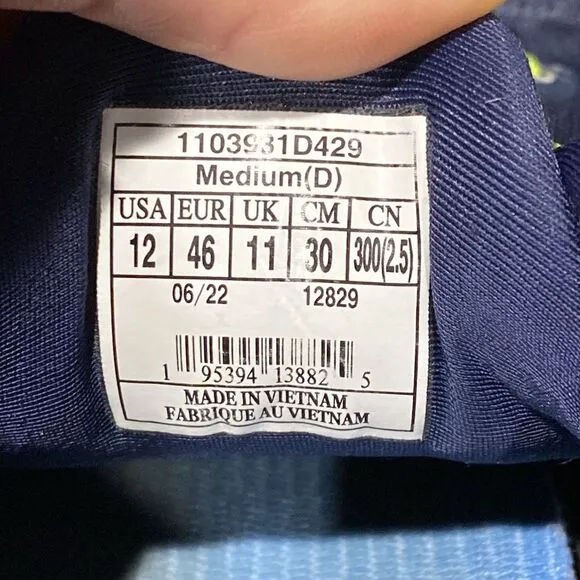 1103931D429
Medium(D)
USA EUR UK CM CN
12 46 11 30 300(2.5)
06/22 12829
1 95394 13882 5
MADE IN VIETNAM
FABRIQUE AU VIETNAM